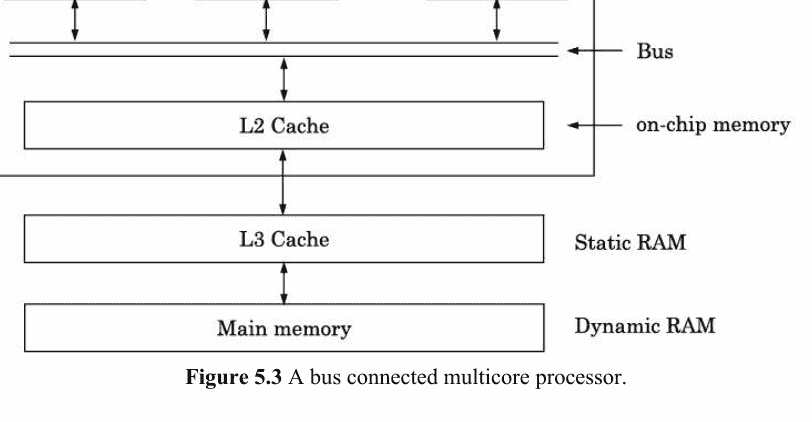 Bus
L2 Cache
on-chip memory
L3 Cache
Static RAM
Main memory
Dynamic RAM
Figure 5.3 A bus connected multicore processor.